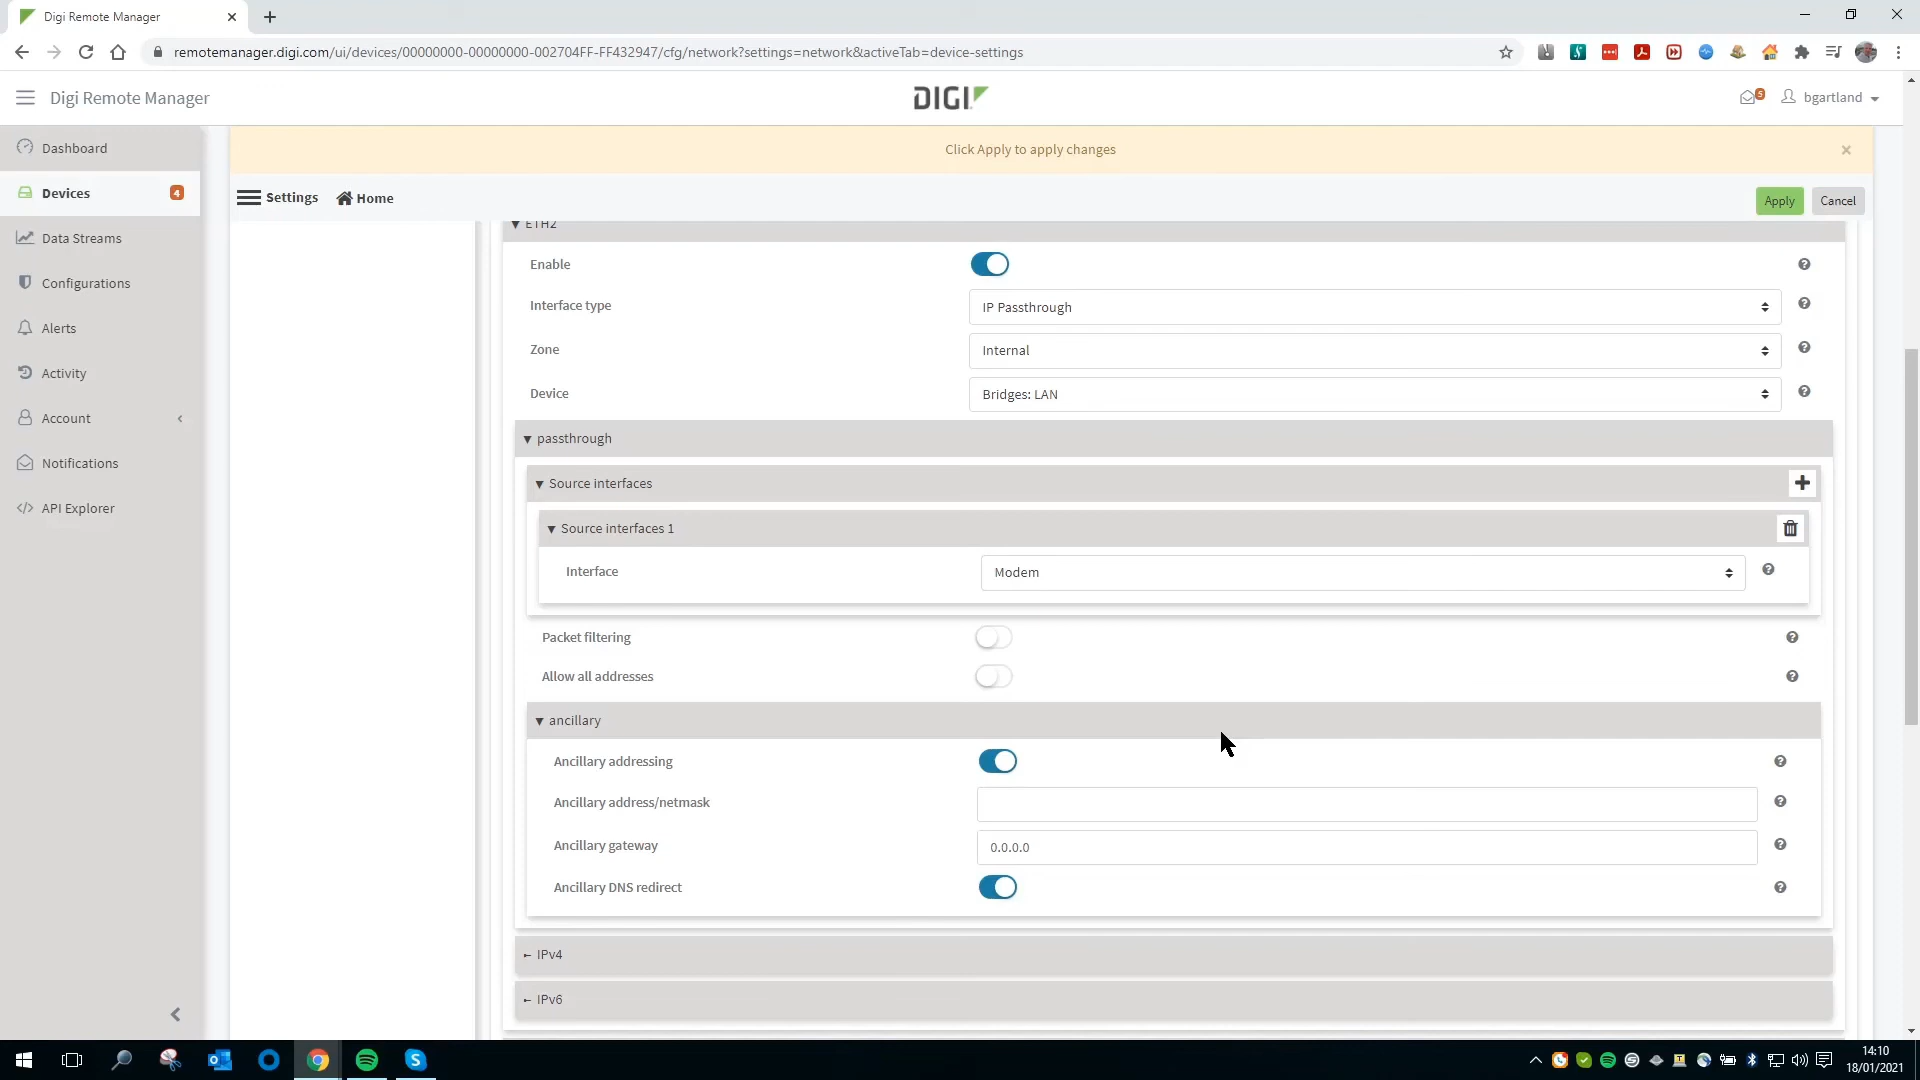 Digi Remote Manager
remotemanager.digi.com/ui/devices/00000000-00000000-002704FF-FF432947/cfg/network?settings=network&activeTab=device-settings
Digi Remote Manager
DIGI
5
bgartland
Dashboard
Click Apply to apply changes
Devices
4
Settings
Home
Apply
Cancel
Data Streams
Configurations
Alerts
Activity
Account
Notifications
API Explorer
ETH2
Enable
Interface type
IP Passthrough
Zone
Internal
Device
Bridges: LAN
passthrough
Source interfaces
Source interfaces 1
Interface
Modem
Packet filtering
Allow all addresses
ancillary
Ancillary addressing
Ancillary address/netmask
Ancillary gateway
0.0.0.0
Ancillary DNS redirect
IPv4
IPv6
14:10
18/01/2021